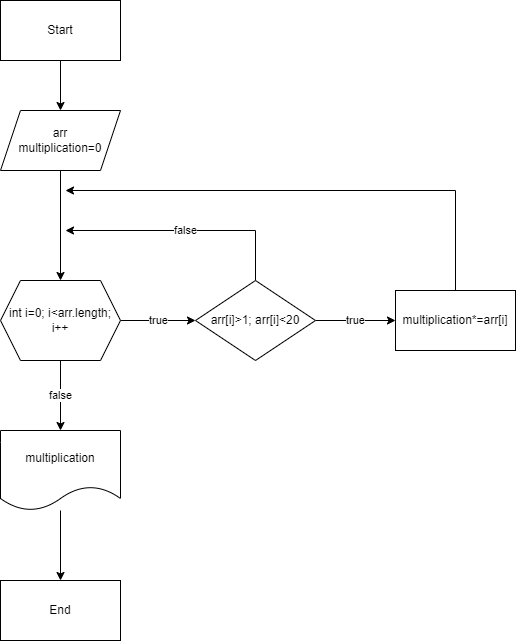 Start
arr
multiplication=0
false
int i=0; i<arr.length;
i++
true
arr[i]>1; arr[i]<20
true
multiplication*=arr[i]
false
multiplication
End